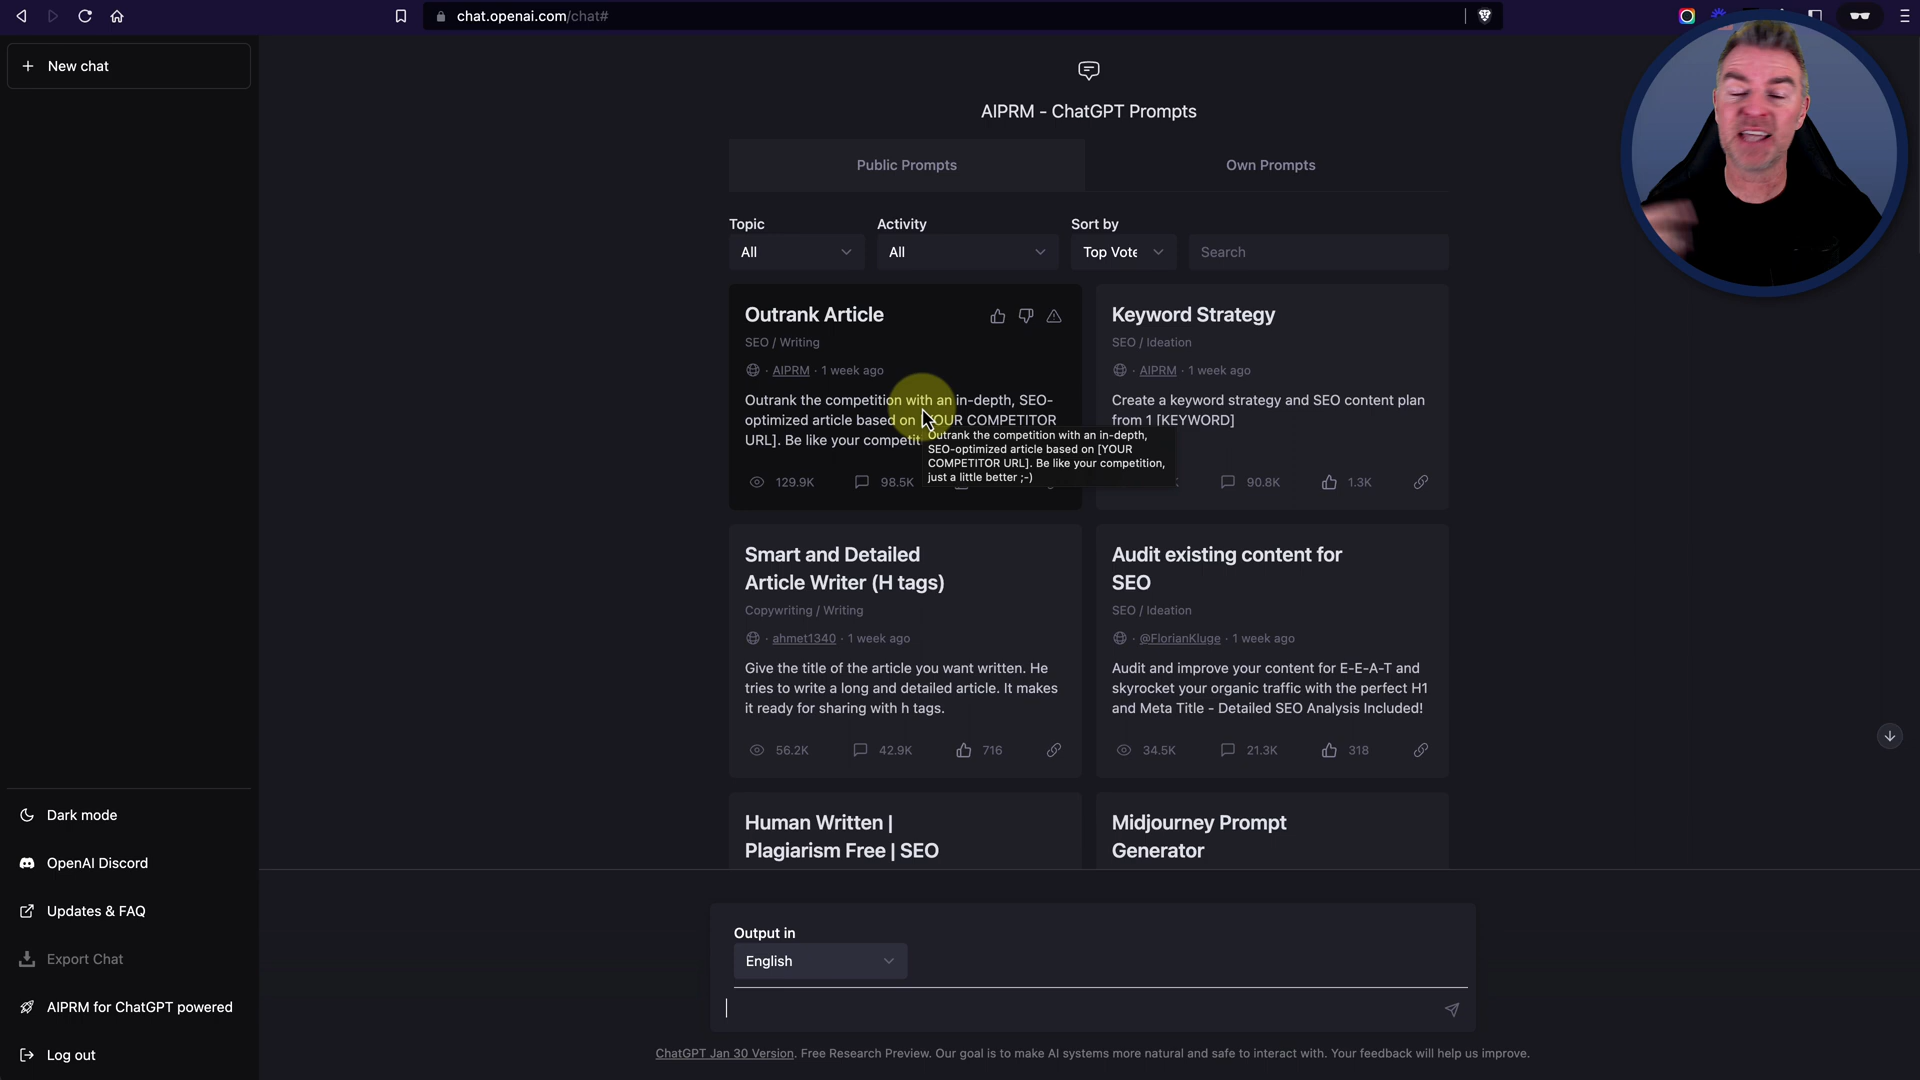 chat.openai.com/chat#
New chat
AIPRM - ChatGPT Prompts
Public Prompts
Own Prompts
Topic
Activity
Sort by
All
All
Top Vote
Search
Outrank Article
SEO / Writing
· AIPRM · 1 week ago
Outrank the competition with an in-depth, SEO-
optimized article based on [YOUR COMPETITOR
URL]. Be like your competit
129.9K
98.5K
Outrank the competition with an in-depth,
SEO-optimized article based on [YOUR
COMPETITOR URL]. Be like your competition,
just a little better ;-)
Keyword Strategy
SEO / Ideation
· AIPRM · 1 week ago
Create a keyword strategy and SEO content plan
from 1 [KEYWORD]
90.8K
1.3K
Smart and Detailed
Article Writer (H tags)
Copywriting / Writing
· ahmet1340 · 1 week ago
Give the title of the article you want written. He
tries to write a long and detailed article. It makes
it ready for sharing with h tags.
56.2K
42.9K
716
Audit existing content for
SEO
SEO / Ideation
· @FlorianKluge · 1 week ago
Audit and improve your content for E-E-A-T and
skyrocket your organic traffic with the perfect H1
and Meta Title - Detailed SEO Analysis Included!
34.5K
21.3K
318
Human Written |
Plagiarism Free | SEO
Midjourney Prompt
Generator
Dark mode
OpenAI Discord
Updates & FAQ
Export Chat
AIPRM for ChatGPT powered
Log out
Output in
English
ChatGPT Jan 30 Version. Free Research Preview. Our goal is to make AI systems more natural and safe to interact with. Your feedback will help us improve.